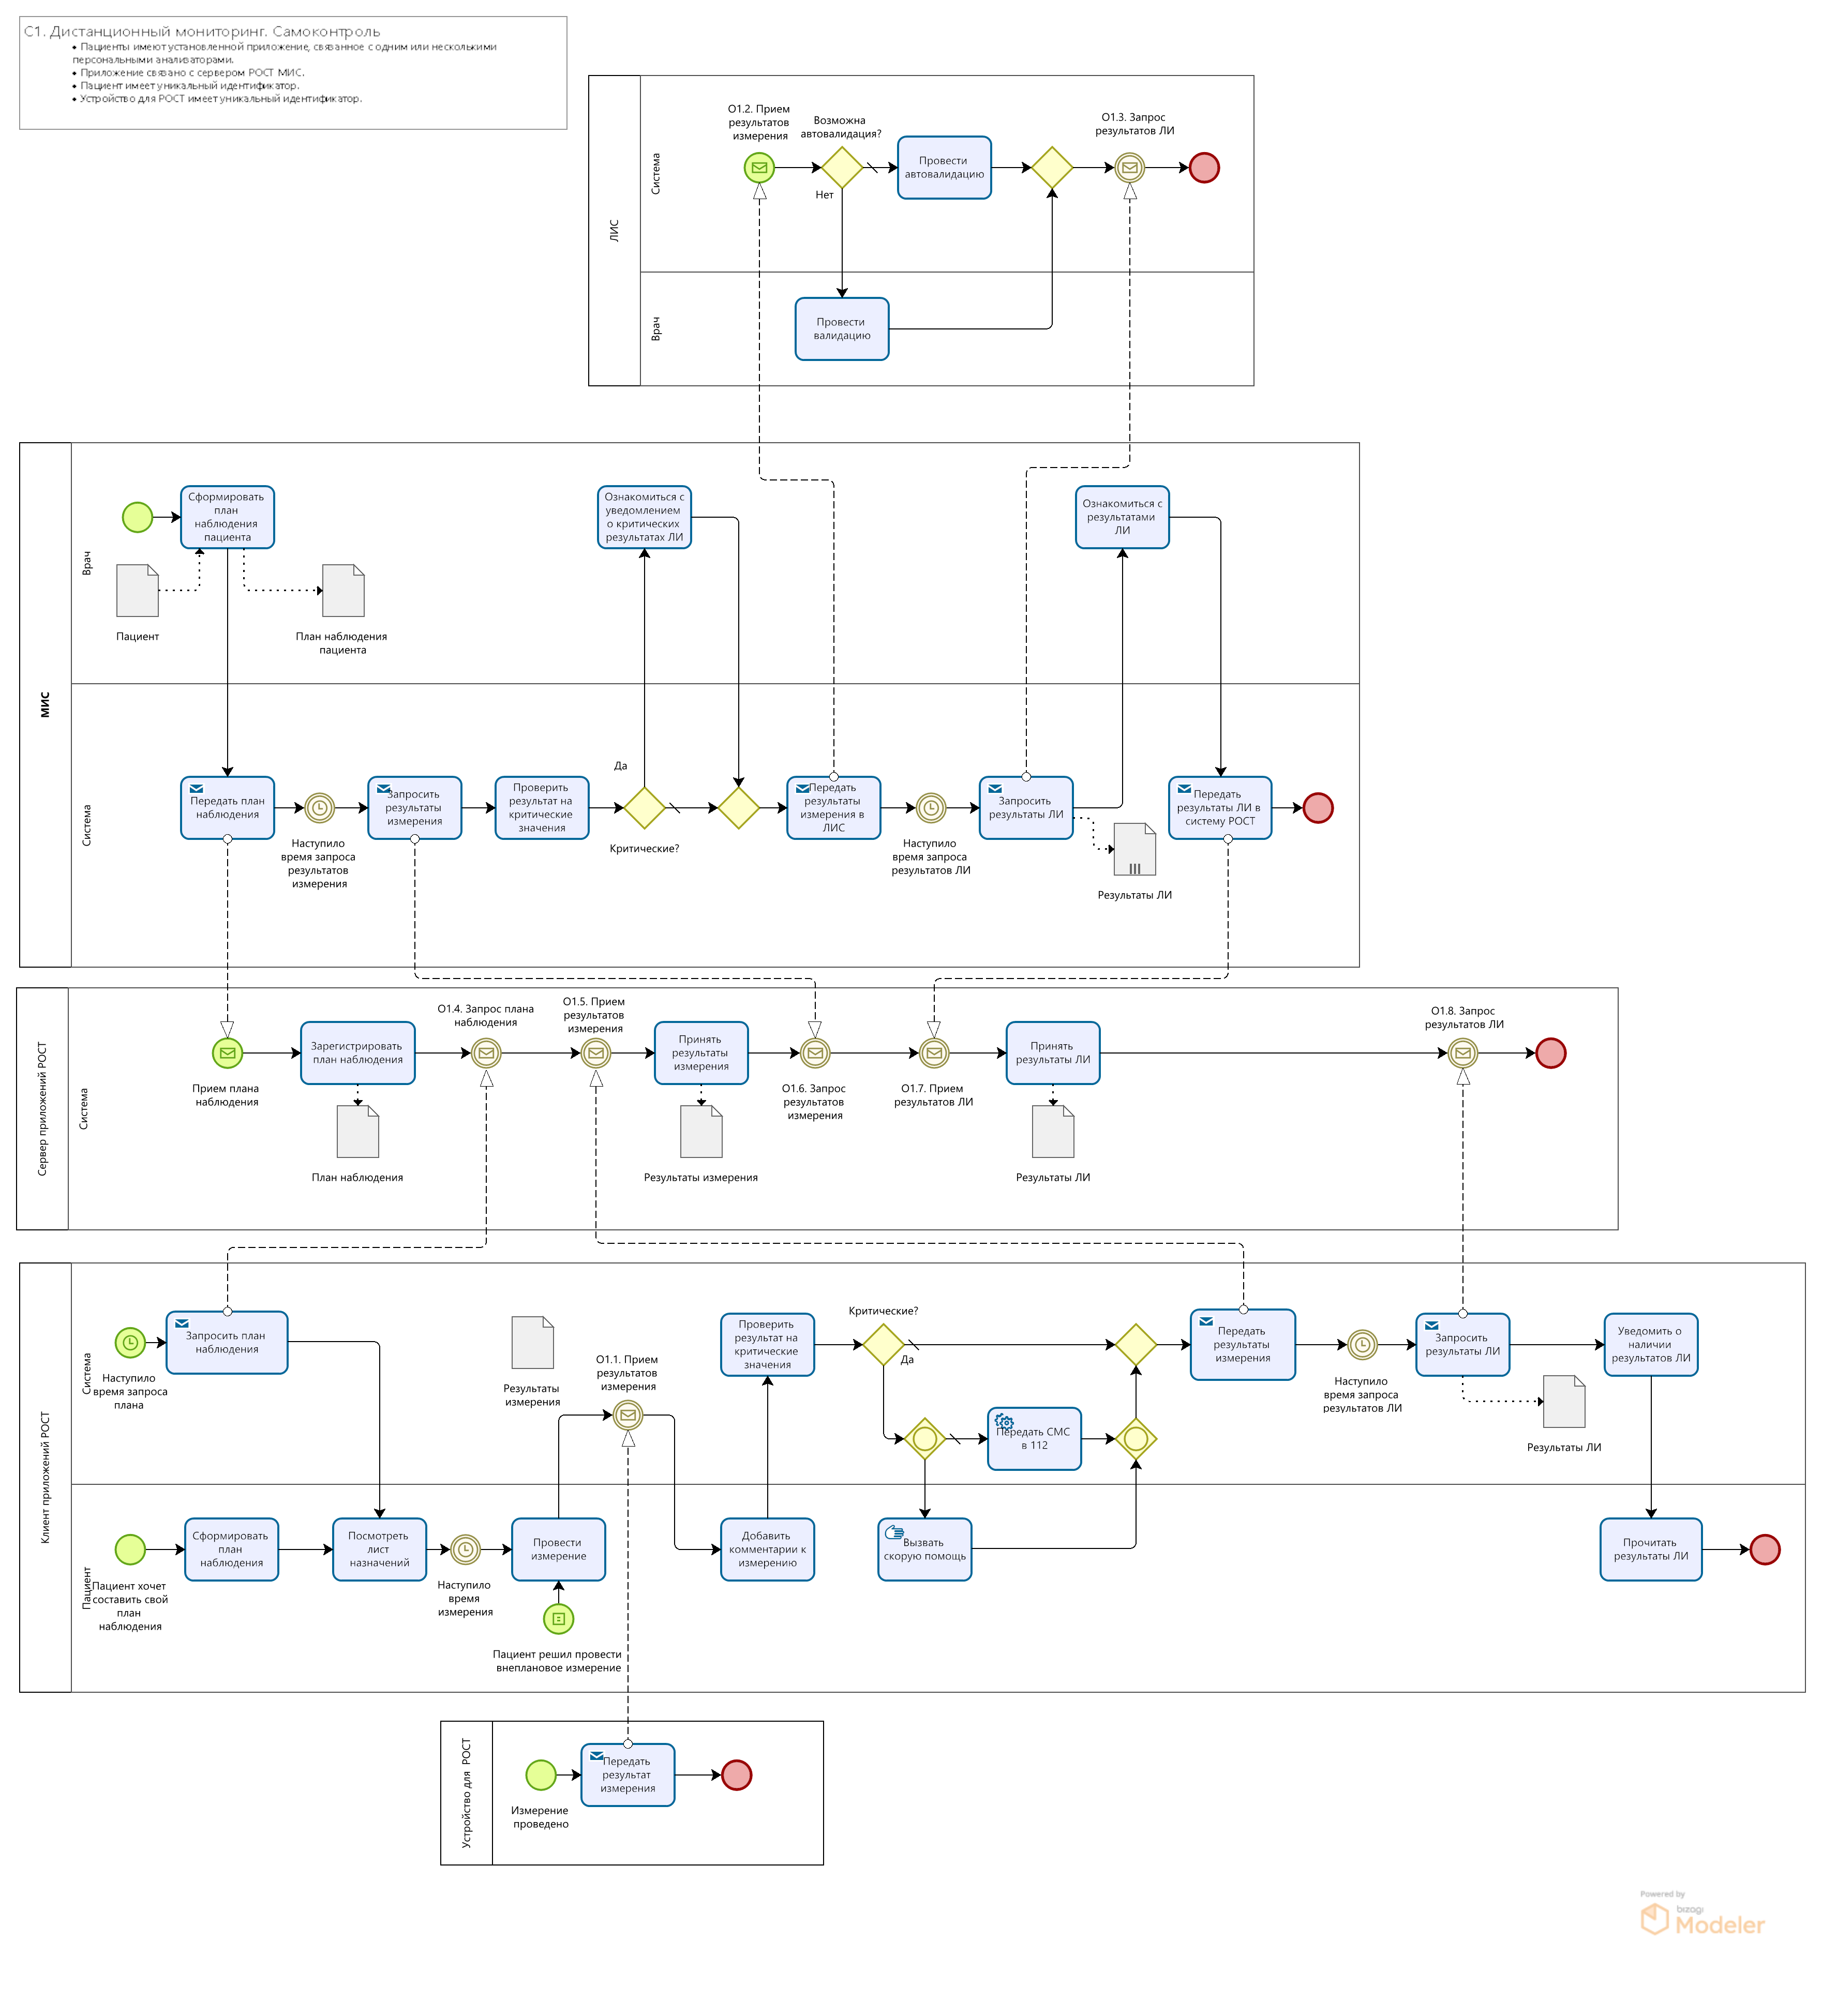 С1. Дистанционный мониторинг. Самоконтроль
• Пациенты имеют установленной приложение, связанное с одним или несколькими
персональными анализаторами.
• Приложение связано с сервером РОСТ МИС.
• Пациент имеет уникальный идентификатор.
• Устройство для РОСТ имеет уникальный идентификатор.
ЛИС
Система
О1.2. Прием
результатов
измерения
Возможна
автовалидация?
Нет
Провести
автовалидацию
О1.3. Запрос
результатов ЛИ
Врач
Провести
валидацию
МИС
Врач
Сформировать
план
наблюдения
пациента
Пациент
План наблюдения
пациента
Ознакомиться с
уведомлением
о критических
результатах ЛИ
Ознакомиться с
результатами
ЛИ
Система
Передать план
наблюдения
Наступило
время запроса
результатов
измерения
Запросить
результаты
измерения
Проверить
результат на
критические
значения
Да
Критические?
Передать
результаты
измерения в
ЛИС
Наступило
время запроса
результатов ЛИ
Запросить
результаты ЛИ
Результаты ЛИ
Передать
результаты ЛИ в
систему РОСТ
Сервер приложений РОСТ
Система
Прием плана
наблюдения
Зарегистрировать
план наблюдения
План наблюдения
О1.4. Запрос плана
наблюдения
О1.5. Прием
результатов
измерения
Принять
результаты
измерения
Результаты измерения
О1.6. Запрос
результатов
измерения
О1.7. Прием
результатов ЛИ
Принять
результаты ЛИ
Результаты ЛИ
О1.8. Запрос
результатов ЛИ
Клиент приложений РОСТ
Система
Наступило
время запроса
плана
Запросить план
наблюдения
Результаты
измерения
О1.1. Прием
результатов
измерения
Проверить
результат на
критические
значения
Критические?
Да
Передать СМС
в 112
Передать
результаты
измерения
Наступило
время запроса
результатов ЛИ
Запросить
результаты ЛИ
Результаты ЛИ
Уведомить о
наличии
результатов ЛИ
Пациент
Пациент хочет
составить свой
план
наблюдения
Сформировать
план
наблюдения
Посмотреть
лист
назначений
Наступило
время
измерения
Провести
измерение
Пациент решил провести
внеплановое измерение
Добавить
комментарии к
измерению
Вызвать
скорую помощь
Прочитать
результаты ЛИ
Устройство для РОСТ
Измерение
проведено
Передать
результат
измерения
Powered by
bizagi
Modeler